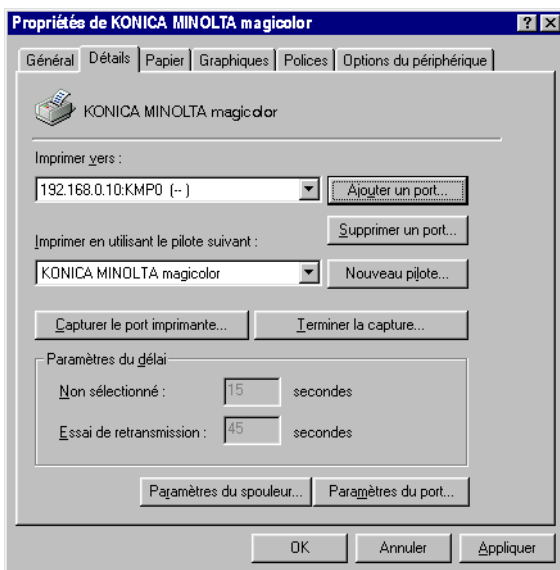 Propriétés de KONICA MINOLTA magicolor
Général Détails Papier Graphiques Polices Options du périphérique
KONICA MINOLTA magicolor
Imprimer vers :
192.168.0.10:KMP0 (-- ) Ajouter un port...
Supprimer un port...
Imprimer en utilisant le pilote suivant :
KONICA MINOLTA magicolor Nouveau pilote...
Capturer le port imprimante... Terminer la capture...
Paramètres du délai
Non sélectionné : 15 secondes
Essai de retransmission : 45 secondes
Paramètres du spouleur... Paramètres du port...
OK Annuler Appliquer